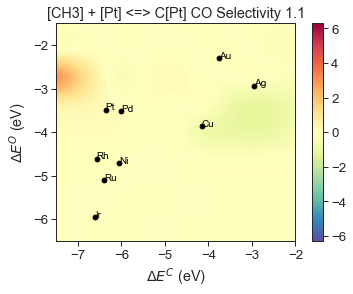 [CH3] + [Pt] <=> C[Pt] CO Selectivity 1.1
ΔE^O (eV)
−2
−3
−4
−5
−6
Au
Ag
Pt
Pd
Cu
Rh
Ni
Ru
Ir
−7
−6
−5
−4
−3
−2
ΔE^C (eV)
6
4
2
0
−2
−4
−6